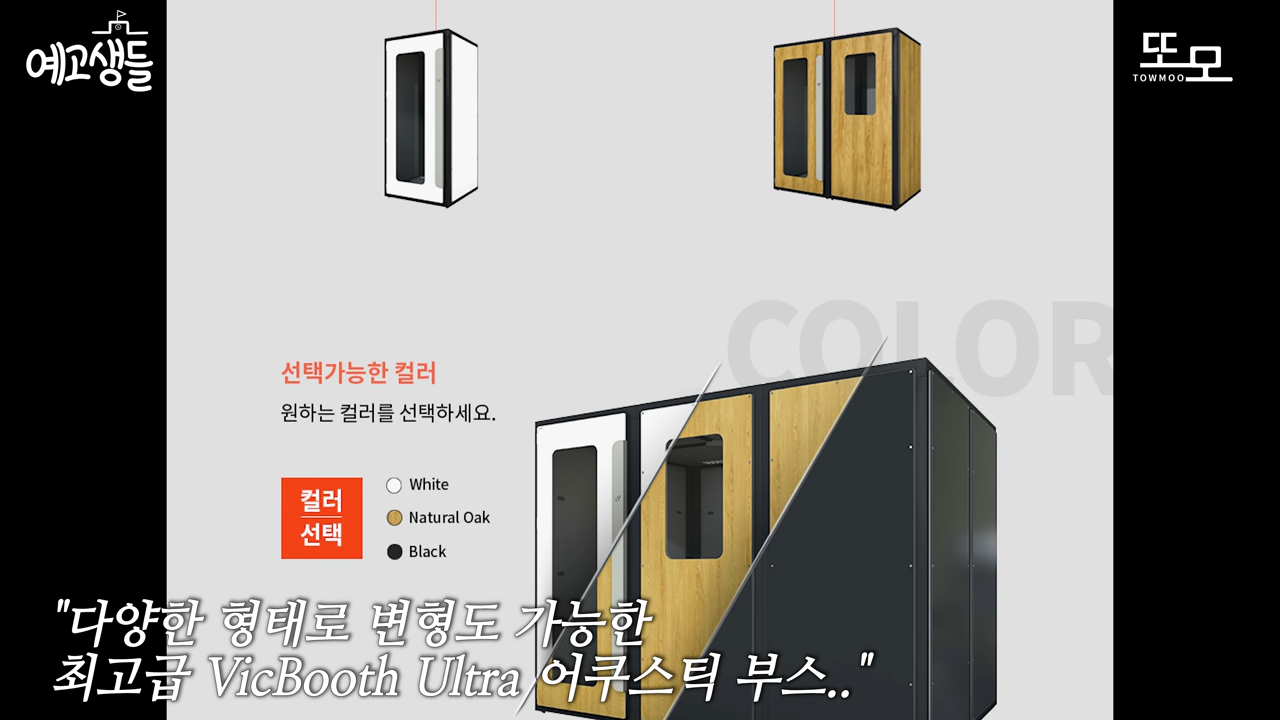 예고생들
또모
TOWMOO
COLOR
선택가능한 컬러
원하는 컬러를 선택하세요.
컬러
선택
White
Natural Oak
Black
"다양한 형태로 변형도 가능한
최고급 VicBooth Ultra 어쿠스틱 부스.."